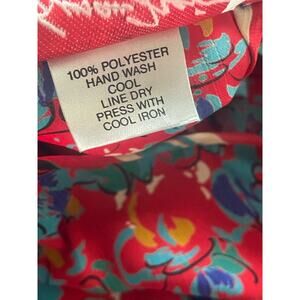 100% POLYESTER
HAND WASH
COOL
LINE DRY
PRESS WITH
COOL IRON